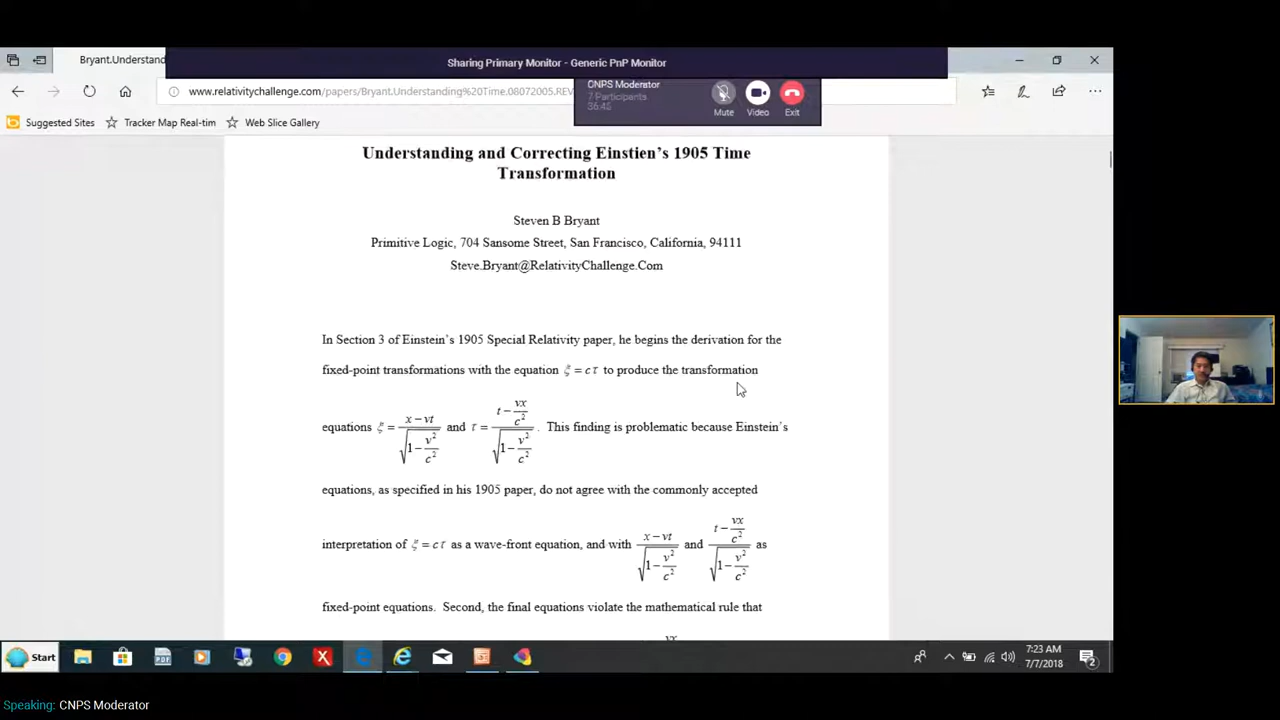 Bryant.Understand
Sharing Primary Monitor - Generic PnP Monitor
CNPS Moderator
7 Participants
36:48
Mute Video Exit
www.relativitychallenge.com/papers/Bryant.Understanding%20Time.08072005.REV
Suggested Sites Tracker Map Real-tim Web Slice Gallery
Understanding and Correcting Einstien's 1905 Time
Transformation
Steven B Bryant
Primitive Logic, 704 Sansome Street, San Francisco, California, 94111
Steve.Bryant@RelativityChallenge.Com
In Section 3 of Einstein's 1905 Special Relativity paper, he begins the derivation for the
fixed-point transformations with the equation ξ = cτ to produce the transformation
equations ξ = (x − vt)/√(1 − v²/c²) and τ = (t − vx/c²)/√(1 − v²/c²). This finding is problematic because Einstein's
equations, as specified in his 1905 paper, do not agree with the commonly accepted
interpretation of ξ = cτ as a wave-front equation, and with (x − vt)/√(1 − v²/c²) and (t − vx/c²)/√(1 − v²/c²) as
fixed-point equations. Second, the final equations violate the mathematical rule that
vx
Start
7:23 AM
7/7/2018
2
Speaking: CNPS Moderator